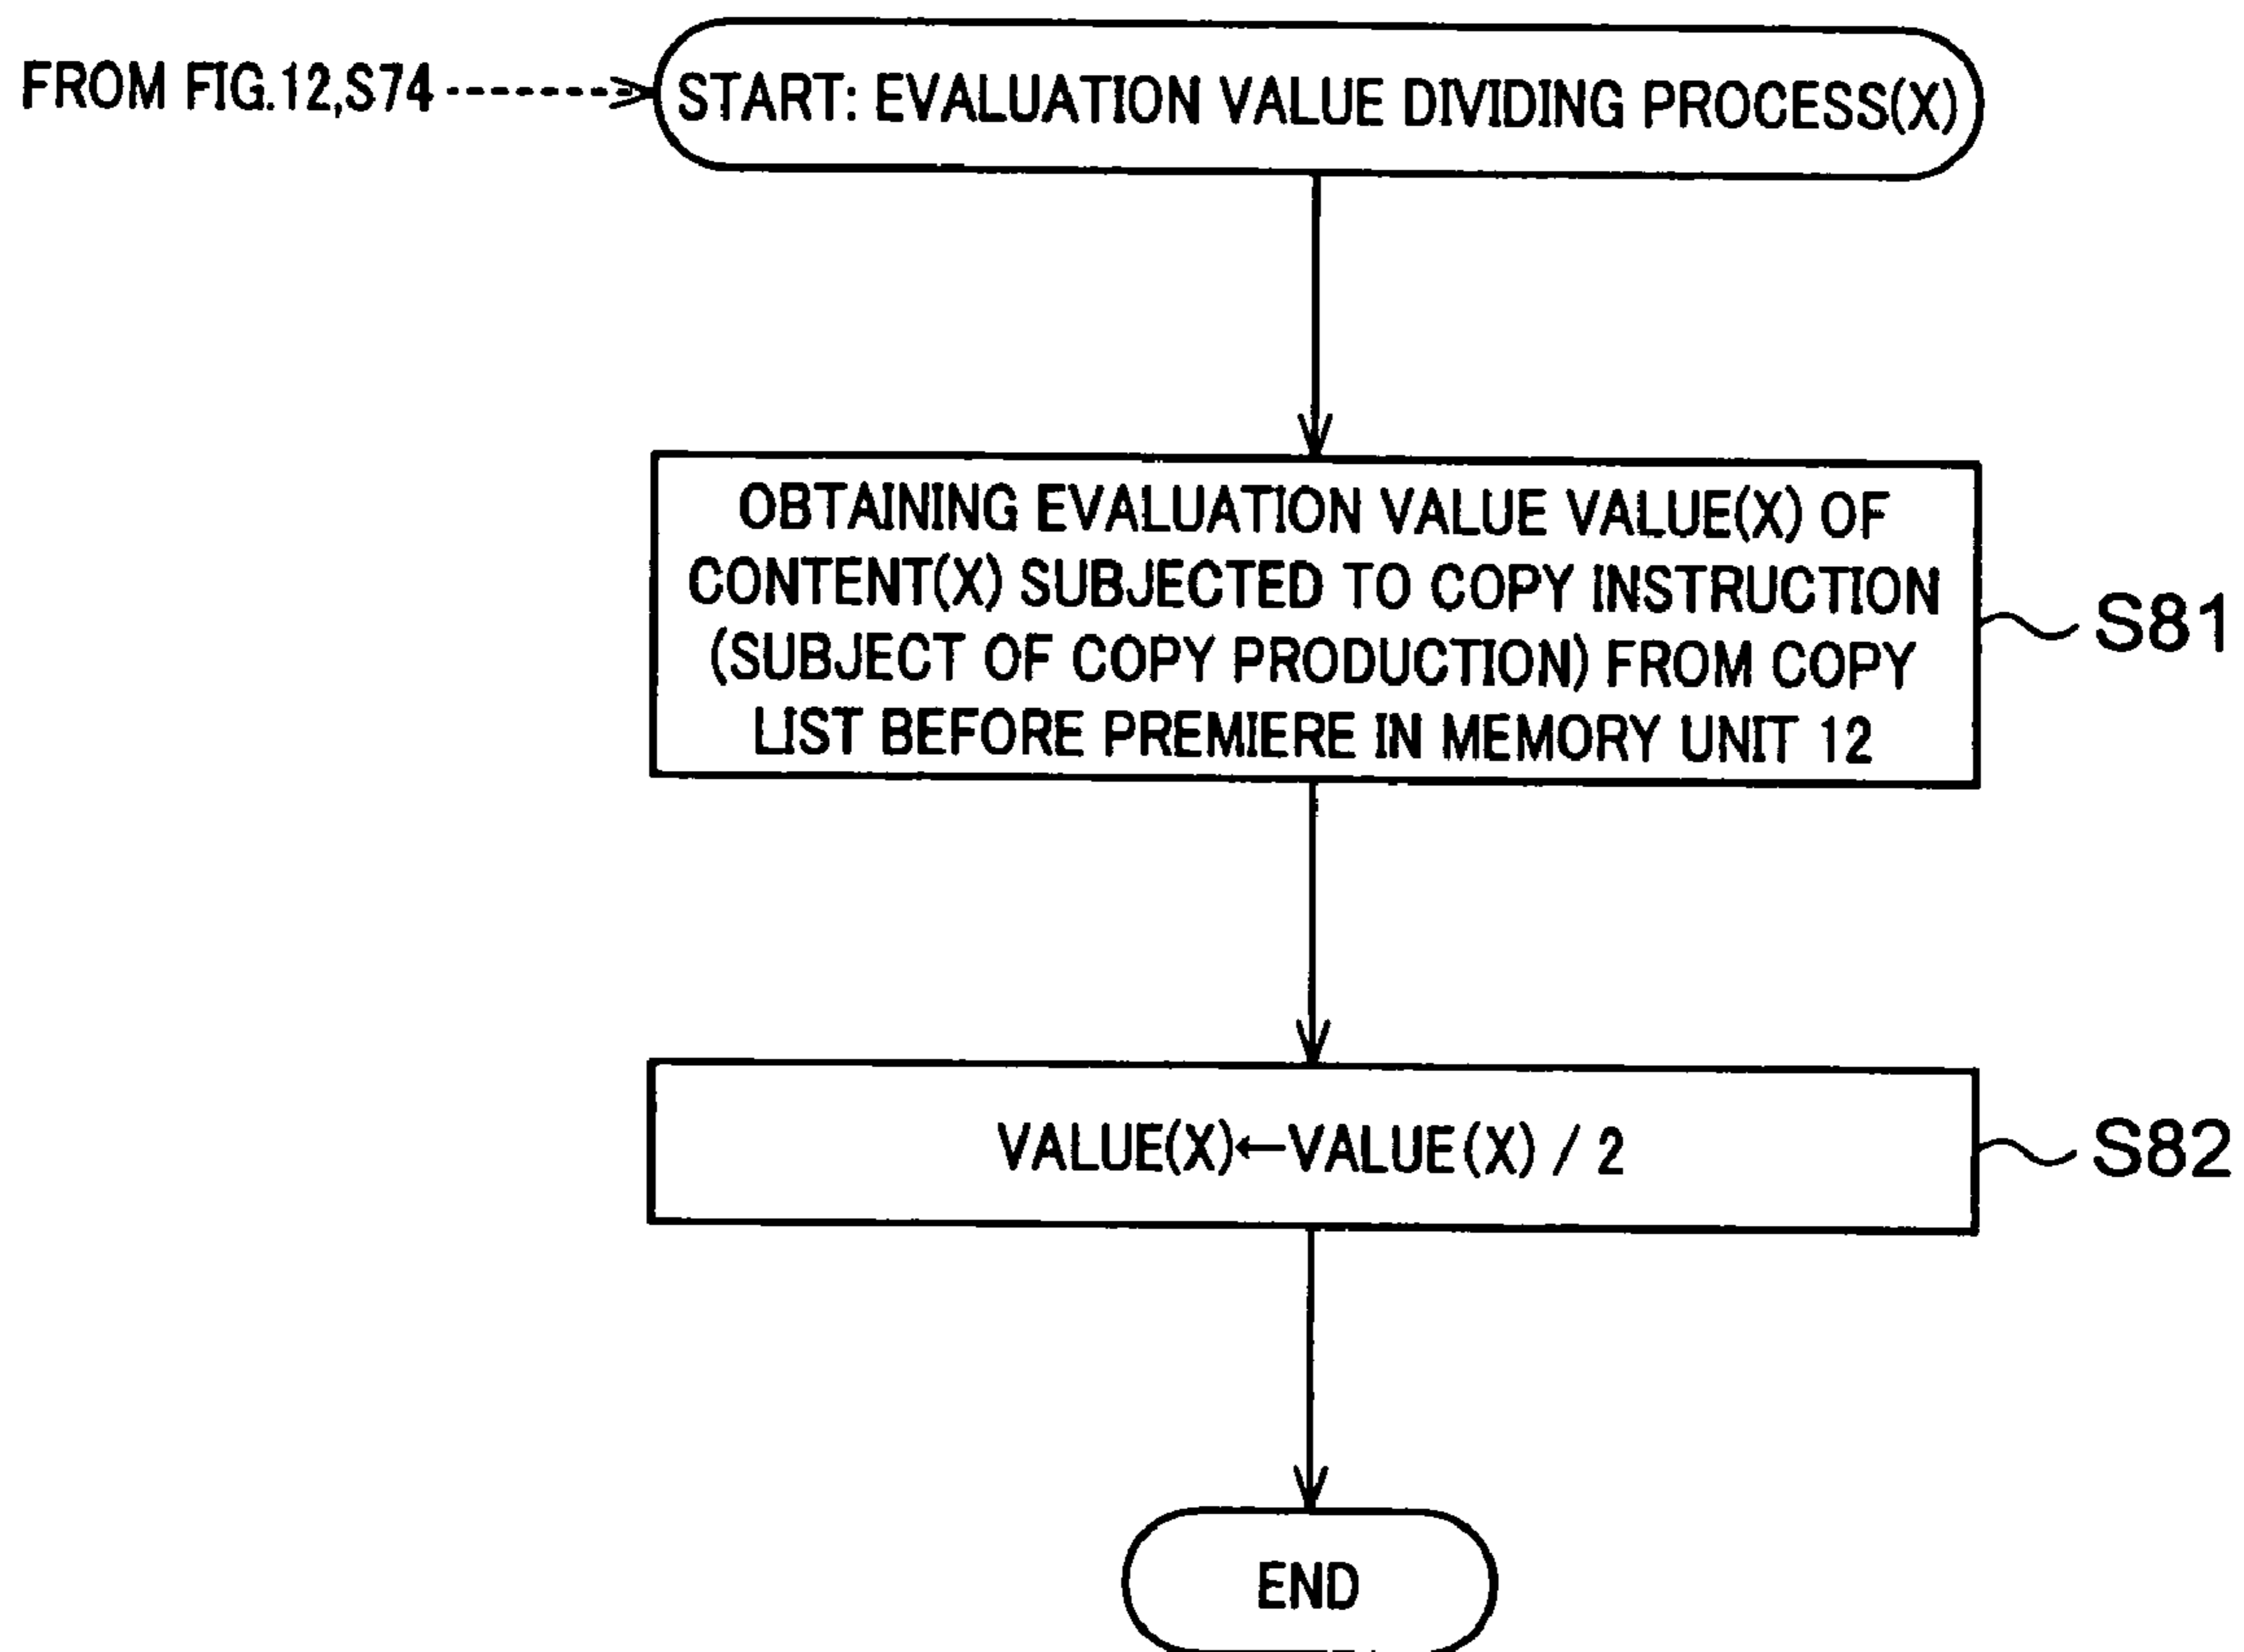 FROM FIG.12,S74
START: EVALUATION VALUE DIVIDING PROCESS(X)
OBTAINING EVALUATION VALUE VALUE(X) OF
CONTENT(X) SUBJECTED TO COPY INSTRUCTION
(SUBJECT OF COPY PRODUCTION) FROM COPY
LIST BEFORE PREMIERE IN MEMORY UNIT 12
S81
VALUE(X)←VALUE(X) / 2
S82
END